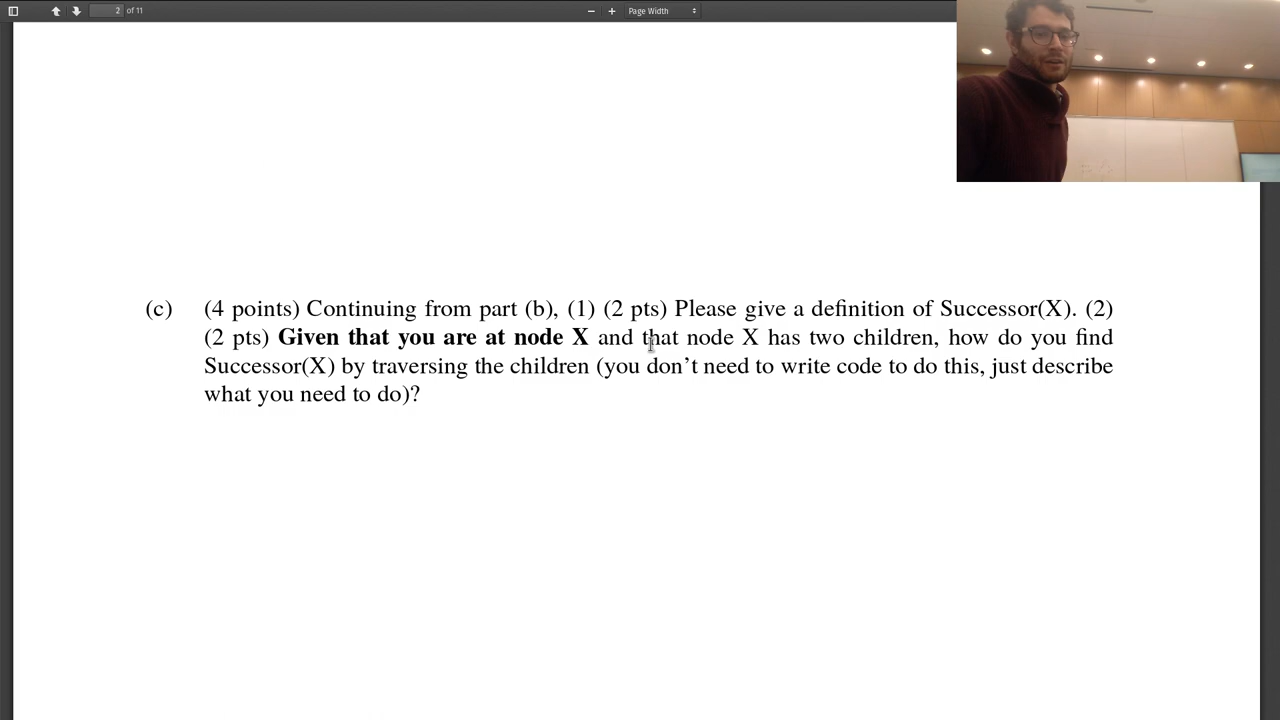 2 of 11 Page Width
(c) (4 points) Continuing from part (b), (1) (2 pts) Please give a definition of Successor(X). (2)
(2 pts) Given that you are at node X and that node X has two children, how do you find
Successor(X) by traversing the children (you don’t need to write code to do this, just describe
what you need to do)?